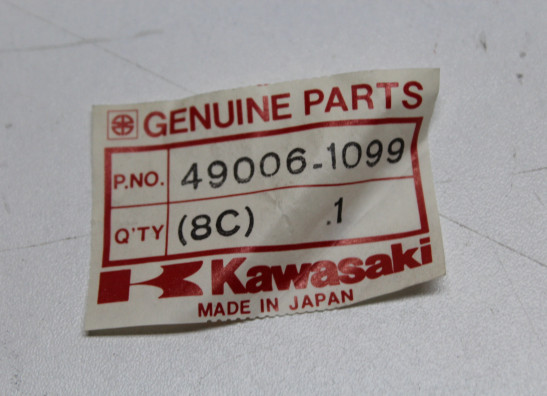 GENUINE PARTS
P.NO. 49006-1099
Q'TY (8C) .1
Kawasaki
MADE IN JAPAN